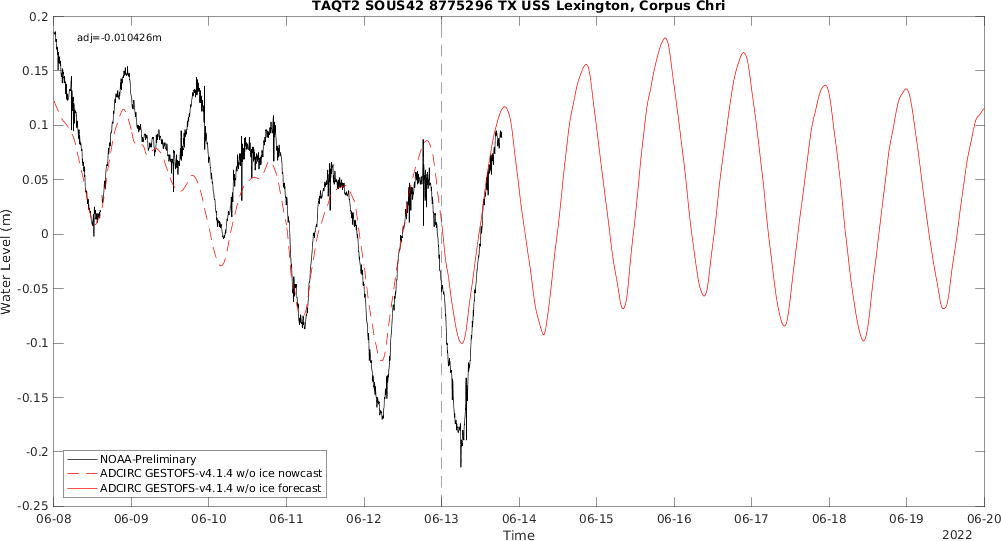 TAQT2 SOUS42 8775296 TX USS Lexington, Corpus Chri
adj=-0.010426m
0.2
0.15
0.1
0.05
0
-0.05
-0.1
-0.15
-0.2
-0.25
Water Level (m)
NOAA-Preliminary
ADCIRC GESTOFS-v4.1.4 w/o ice nowcast
ADCIRC GESTOFS-v4.1.4 w/o ice forecast
06-08 06-09 06-10 06-11 06-12 06-13 06-14 06-15 06-16 06-17 06-18 06-19 06-20
Time
2022